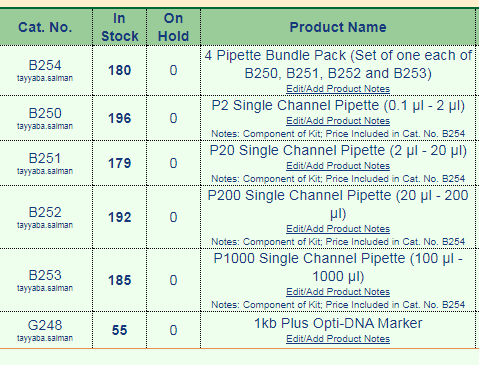 Cat. No. In Stock On Hold Product Name
B254 tayyaba.salman 180 0 4 Pipette Bundle Pack (Set of one each of
B250, B251, B252 and B253)
Edit/Add Product Notes
B250 tayyaba.salman 196 0 P2 Single Channel Pipette (0.1 µl - 2 µl)
Edit/Add Product Notes
Notes: Component of Kit; Price Included in Cat. No. B254
B251 tayyaba.salman 179 0 P20 Single Channel Pipette (2 µl - 20 µl)
Edit/Add Product Notes
Notes: Component of Kit; Price Included in Cat. No. B254
B252 tayyaba.salman 192 0 P200 Single Channel Pipette (20 µl - 200
µl)
Edit/Add Product Notes
Notes: Component of Kit; Price Included in Cat. No. B254
B253 tayyaba.salman 185 0 P1000 Single Channel Pipette (100 µl -
1000 µl)
Edit/Add Product Notes
Notes: Component of Kit; Price Included in Cat. No. B254
G248 tayyaba.salman 55 0 1kb Plus Opti-DNA Marker
Edit/Add Product Notes